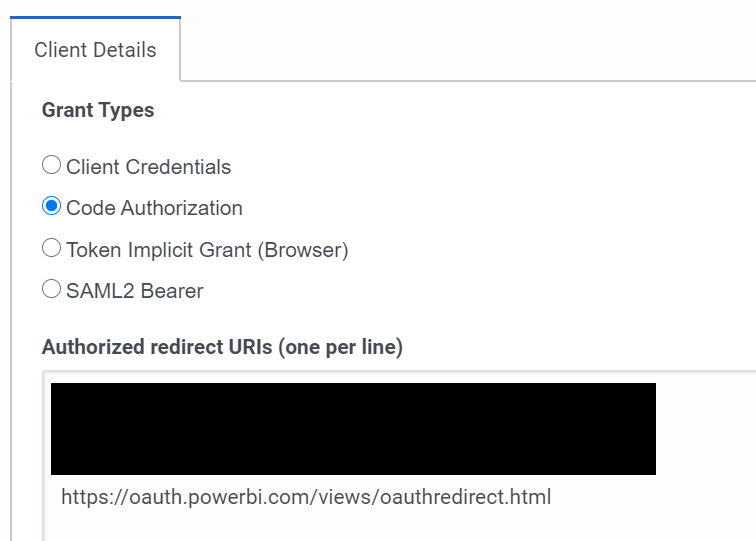 Client Details
Grant Types
Client Credentials
Code Authorization
Token Implicit Grant (Browser)
SAML2 Bearer
Authorized redirect URIs (one per line)
https://oauth.powerbi.com/views/oauthredirect.html